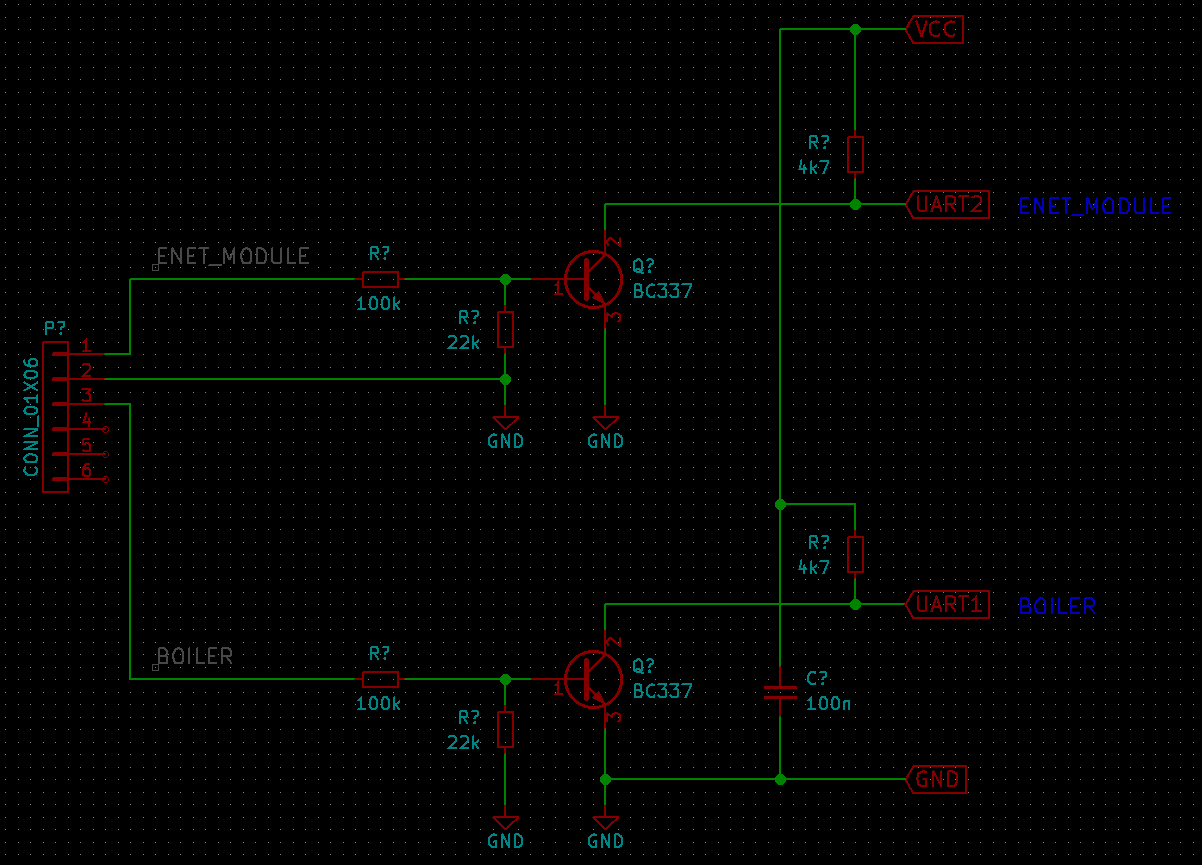 VCC
R?
4k7
UART2 ENET_MODULE
ENET_MODULE
R?
100k
2
Q?
BC337
1
3
R?
22k
P?
CONN_01X06
1
2
3
4
5
6
GND
GND
R?
4k7
UART1 BOILER
BOILER
R?
100k
2
Q?
BC337
1
3
R?
22k
C?
100n
GND
GND
GND